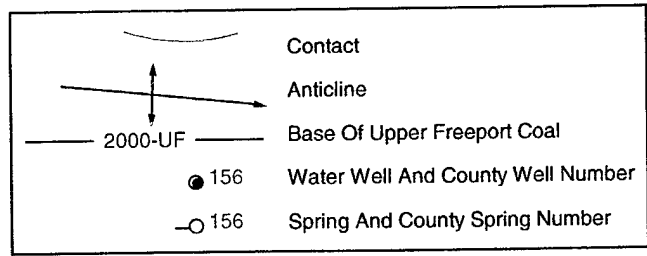 Contact
Anticline
2000-UF Base Of Upper Freeport Coal
156 Water Well And County Well Number
156 Spring And County Spring Number